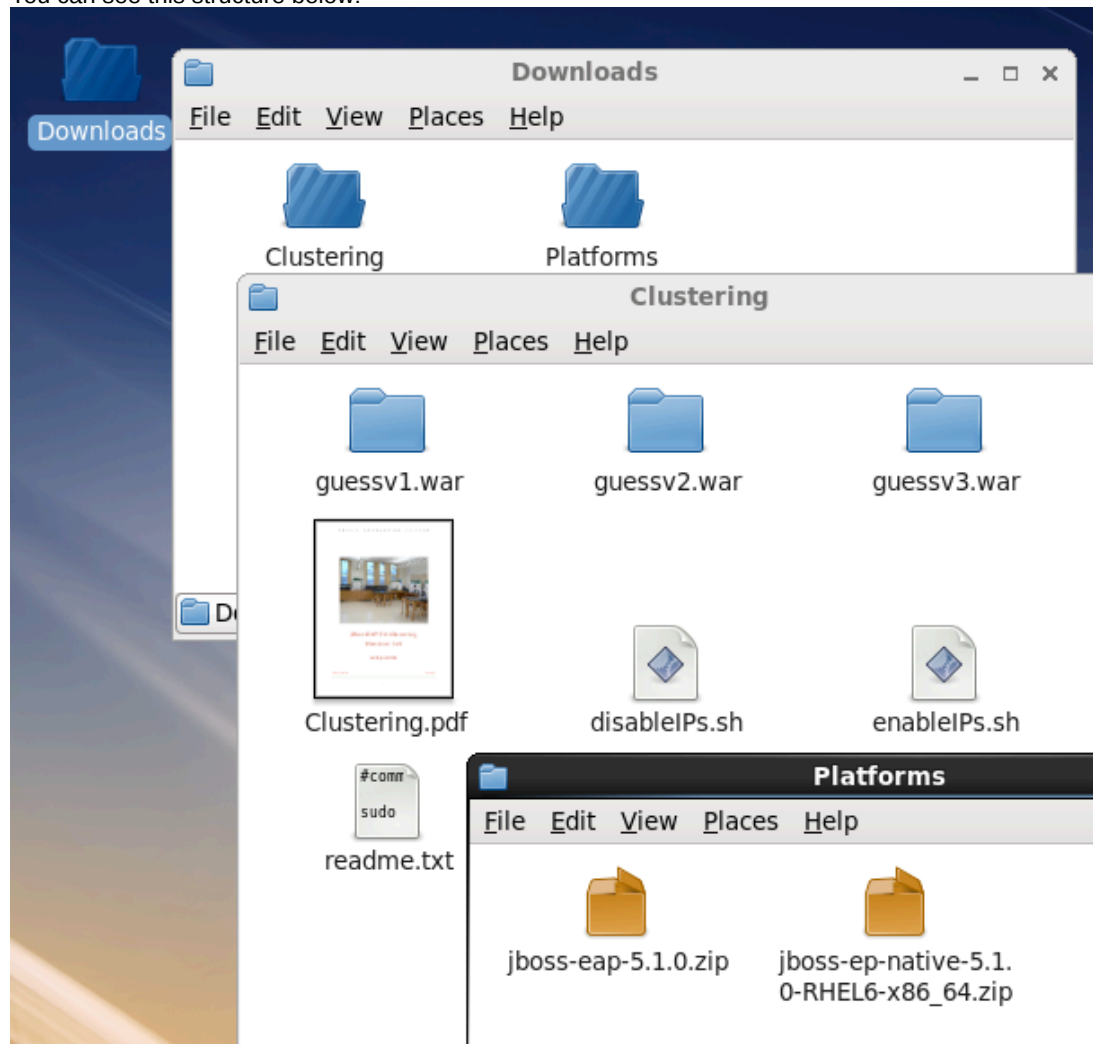 You can see this structure below:
Downloads
Downloads
File Edit View Places Help
Clustering Platforms
Clustering
File Edit View Places Help
guessv1.war guessv2.war guessv3.war
Clustering.pdf disableIPs.sh enableIPs.sh
#comm
sudo
readme.txt
Platforms
File Edit View Places Help
jboss-eap-5.1.0.zip jboss-ep-native-5.1.
0-RHEL6-x86_64.zip